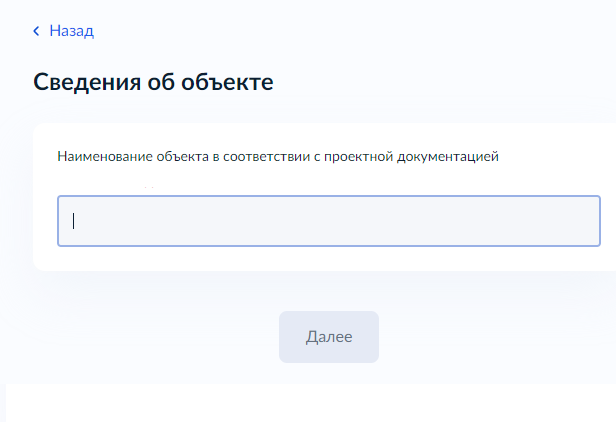 Назад
Сведения об объекте
Наименование объекта в соответствии с проектной документацией
Далее